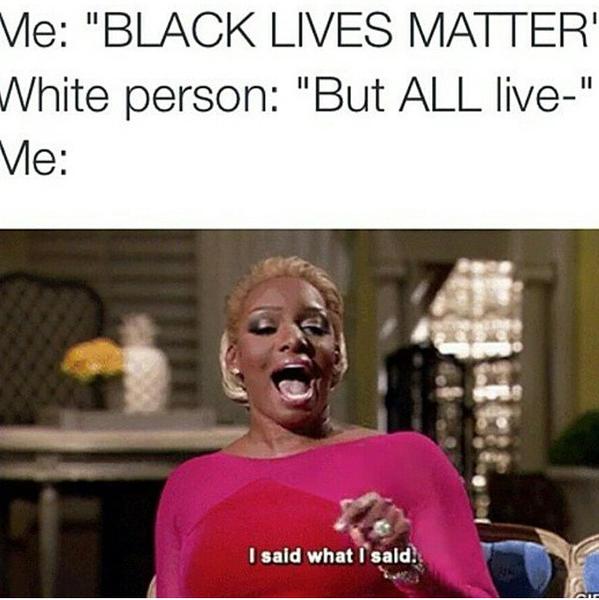 Me: "BLACK LIVES MATTER"
White person: "But ALL live-"
Me:
I said what I said.